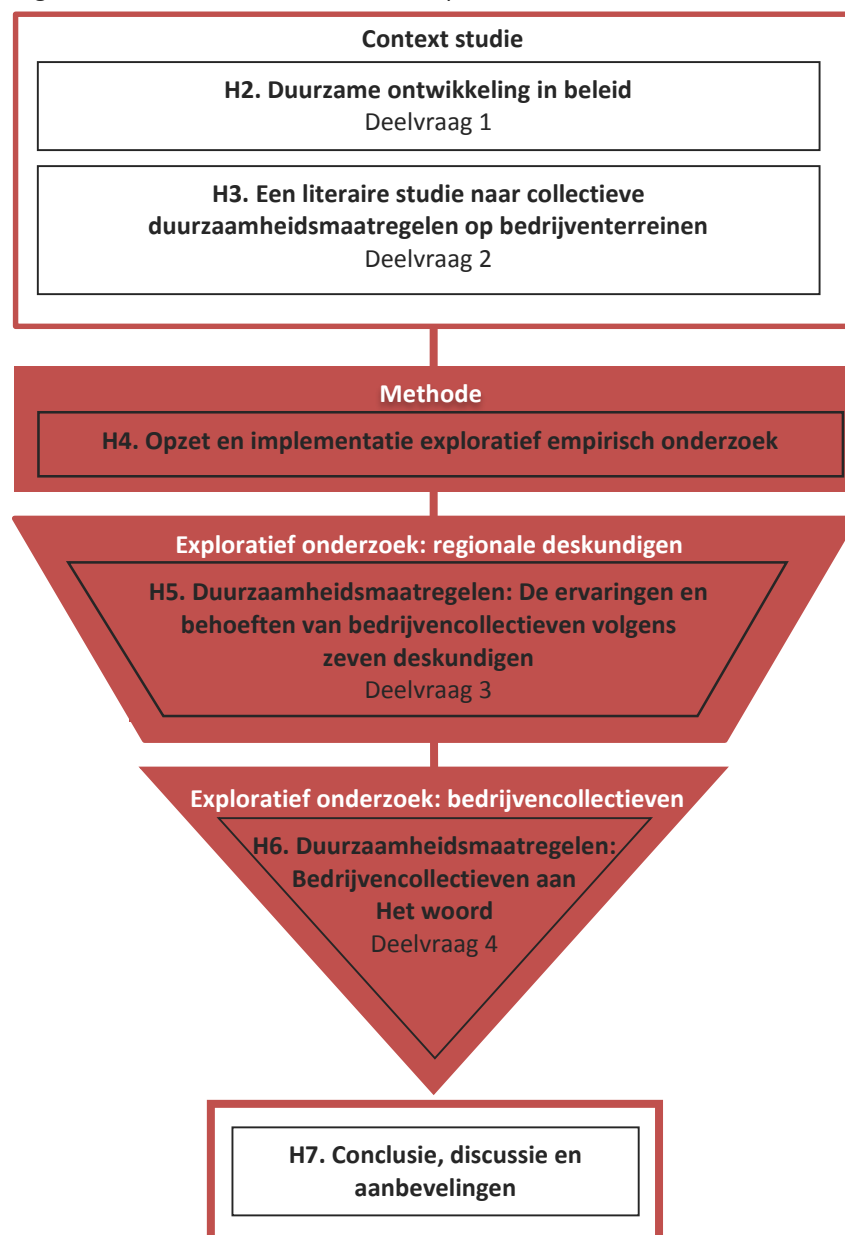 Context studie
H2. Duurzame ontwikkeling in beleid
Deelvraag 1
H3. Een literaire studie naar collectieve
duurzaamheidsmaatregelen op bedrijventerreinen
Deelvraag 2
Methode
H4. Opzet en implementatie exploratief empirisch onderzoek
Exploratief onderzoek: regionale deskundigen
H5. Duurzaamheidsmaatregelen: De ervaringen en
behoeften van bedrijvencollectieven volgens
zeven deskundigen
Deelvraag 3
Exploratief onderzoek: bedrijvencollectieven
H6. Duurzaamheidsmaatregelen:
Bedrijvencollectieven aan
Het woord
Deelvraag 4
H7. Conclusie, discussie en
aanbevelingen